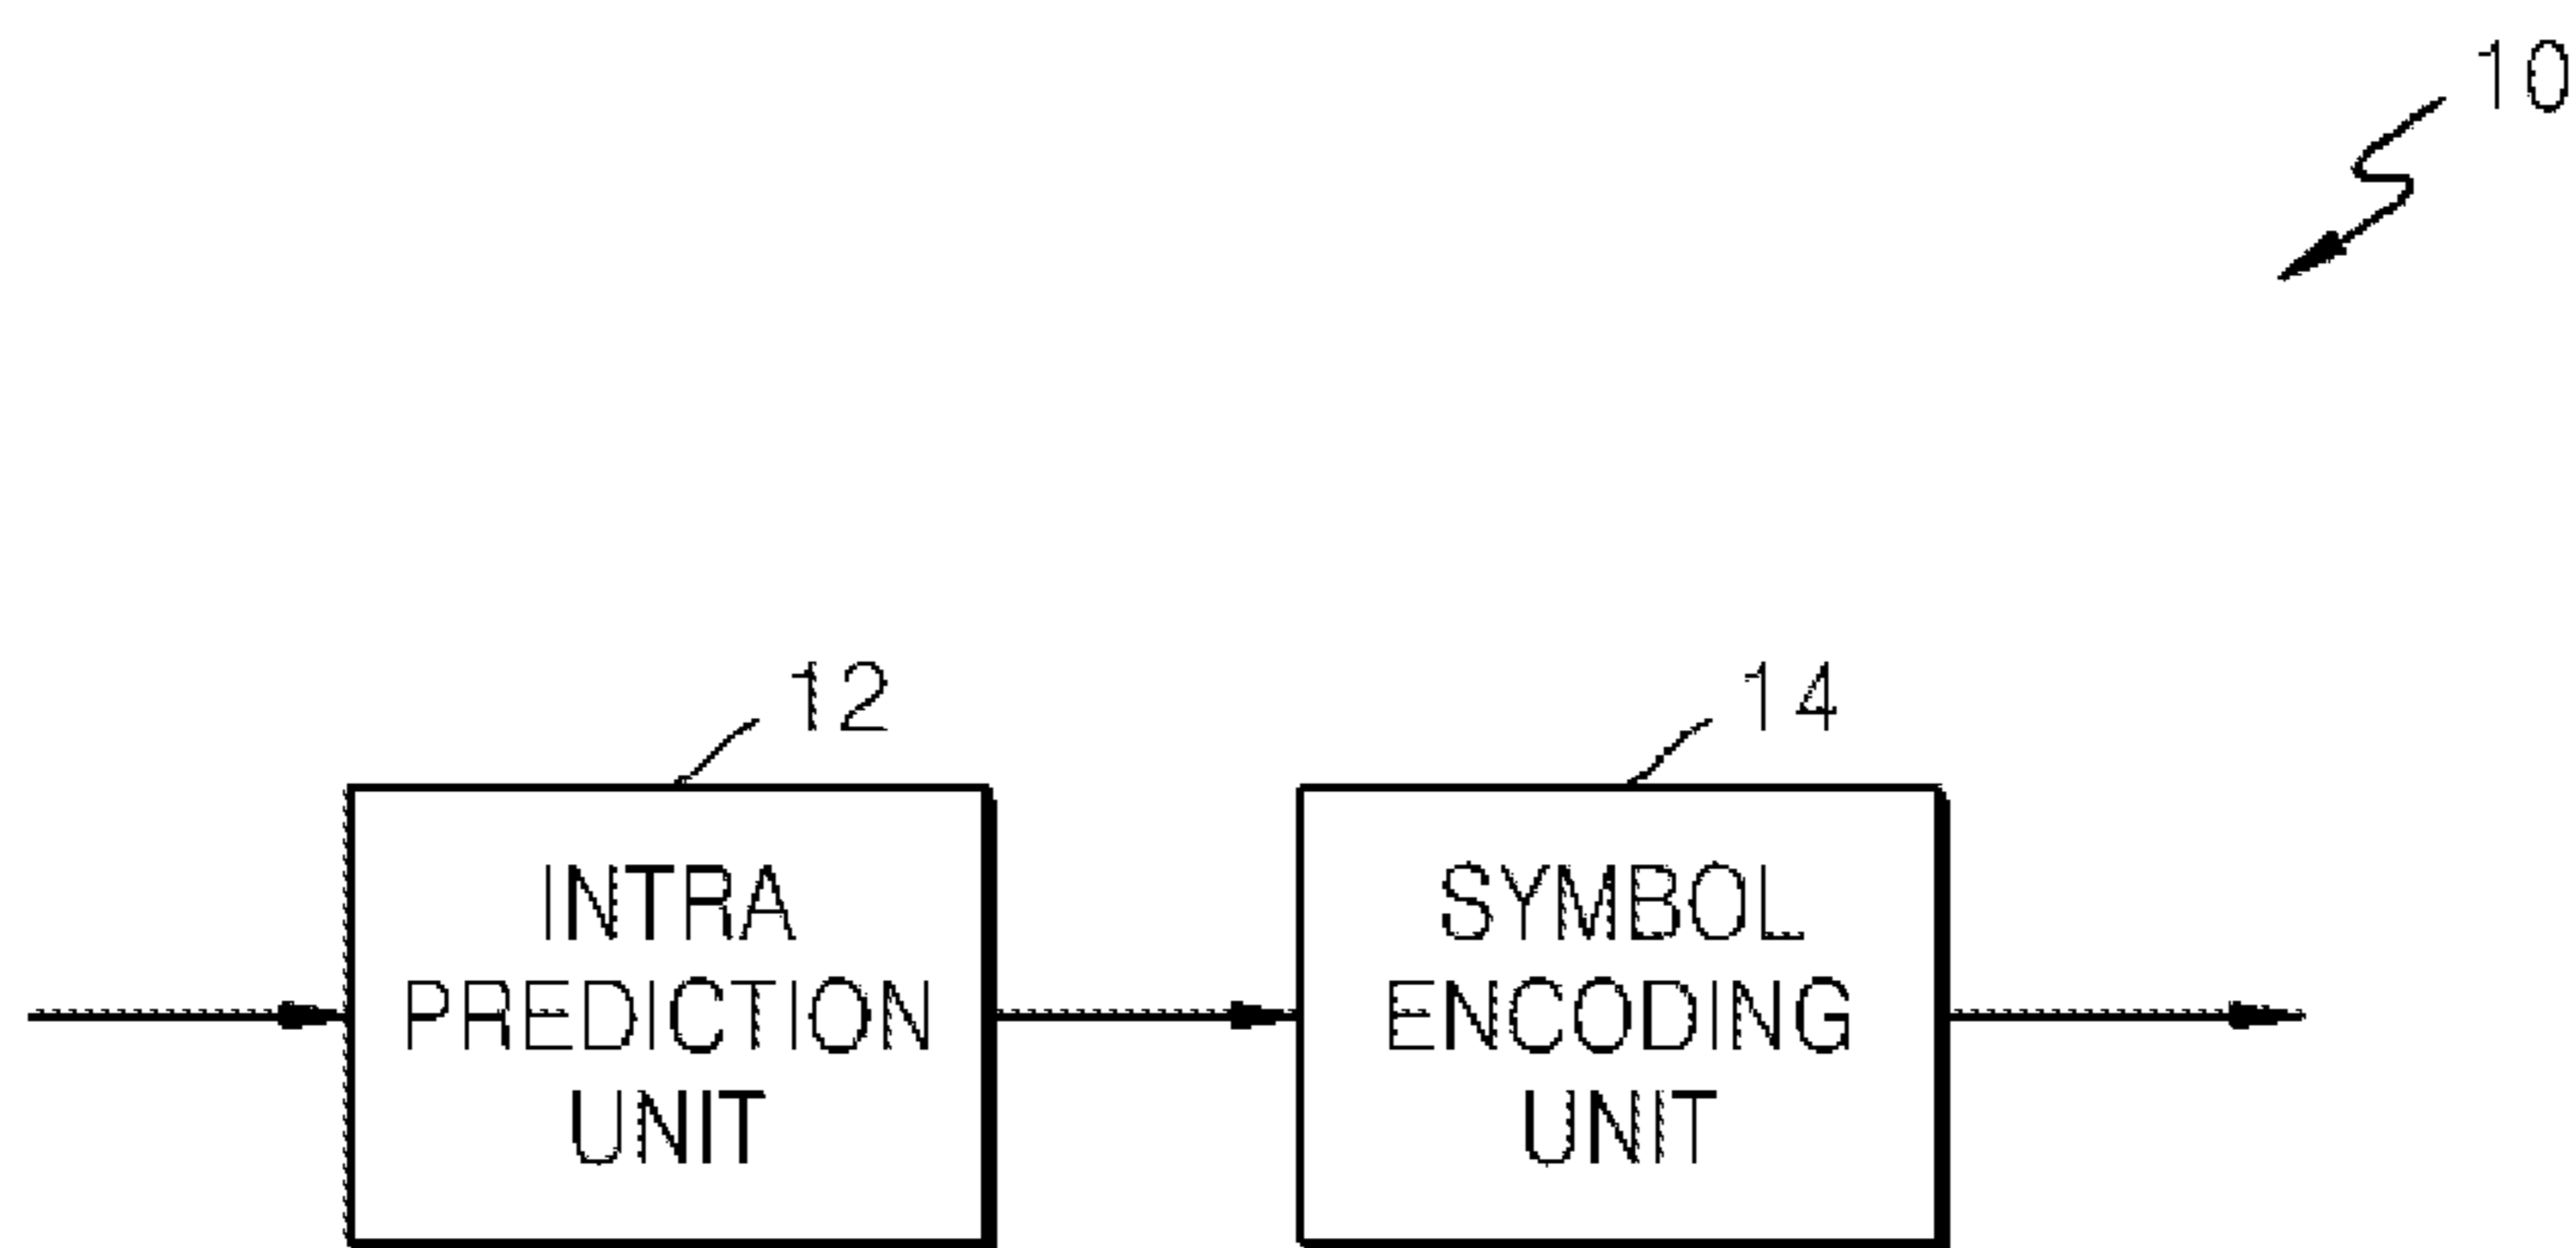 10
12
14
INTRA
PREDICTION
UNIT
SYMBOL
ENCODING
UNIT